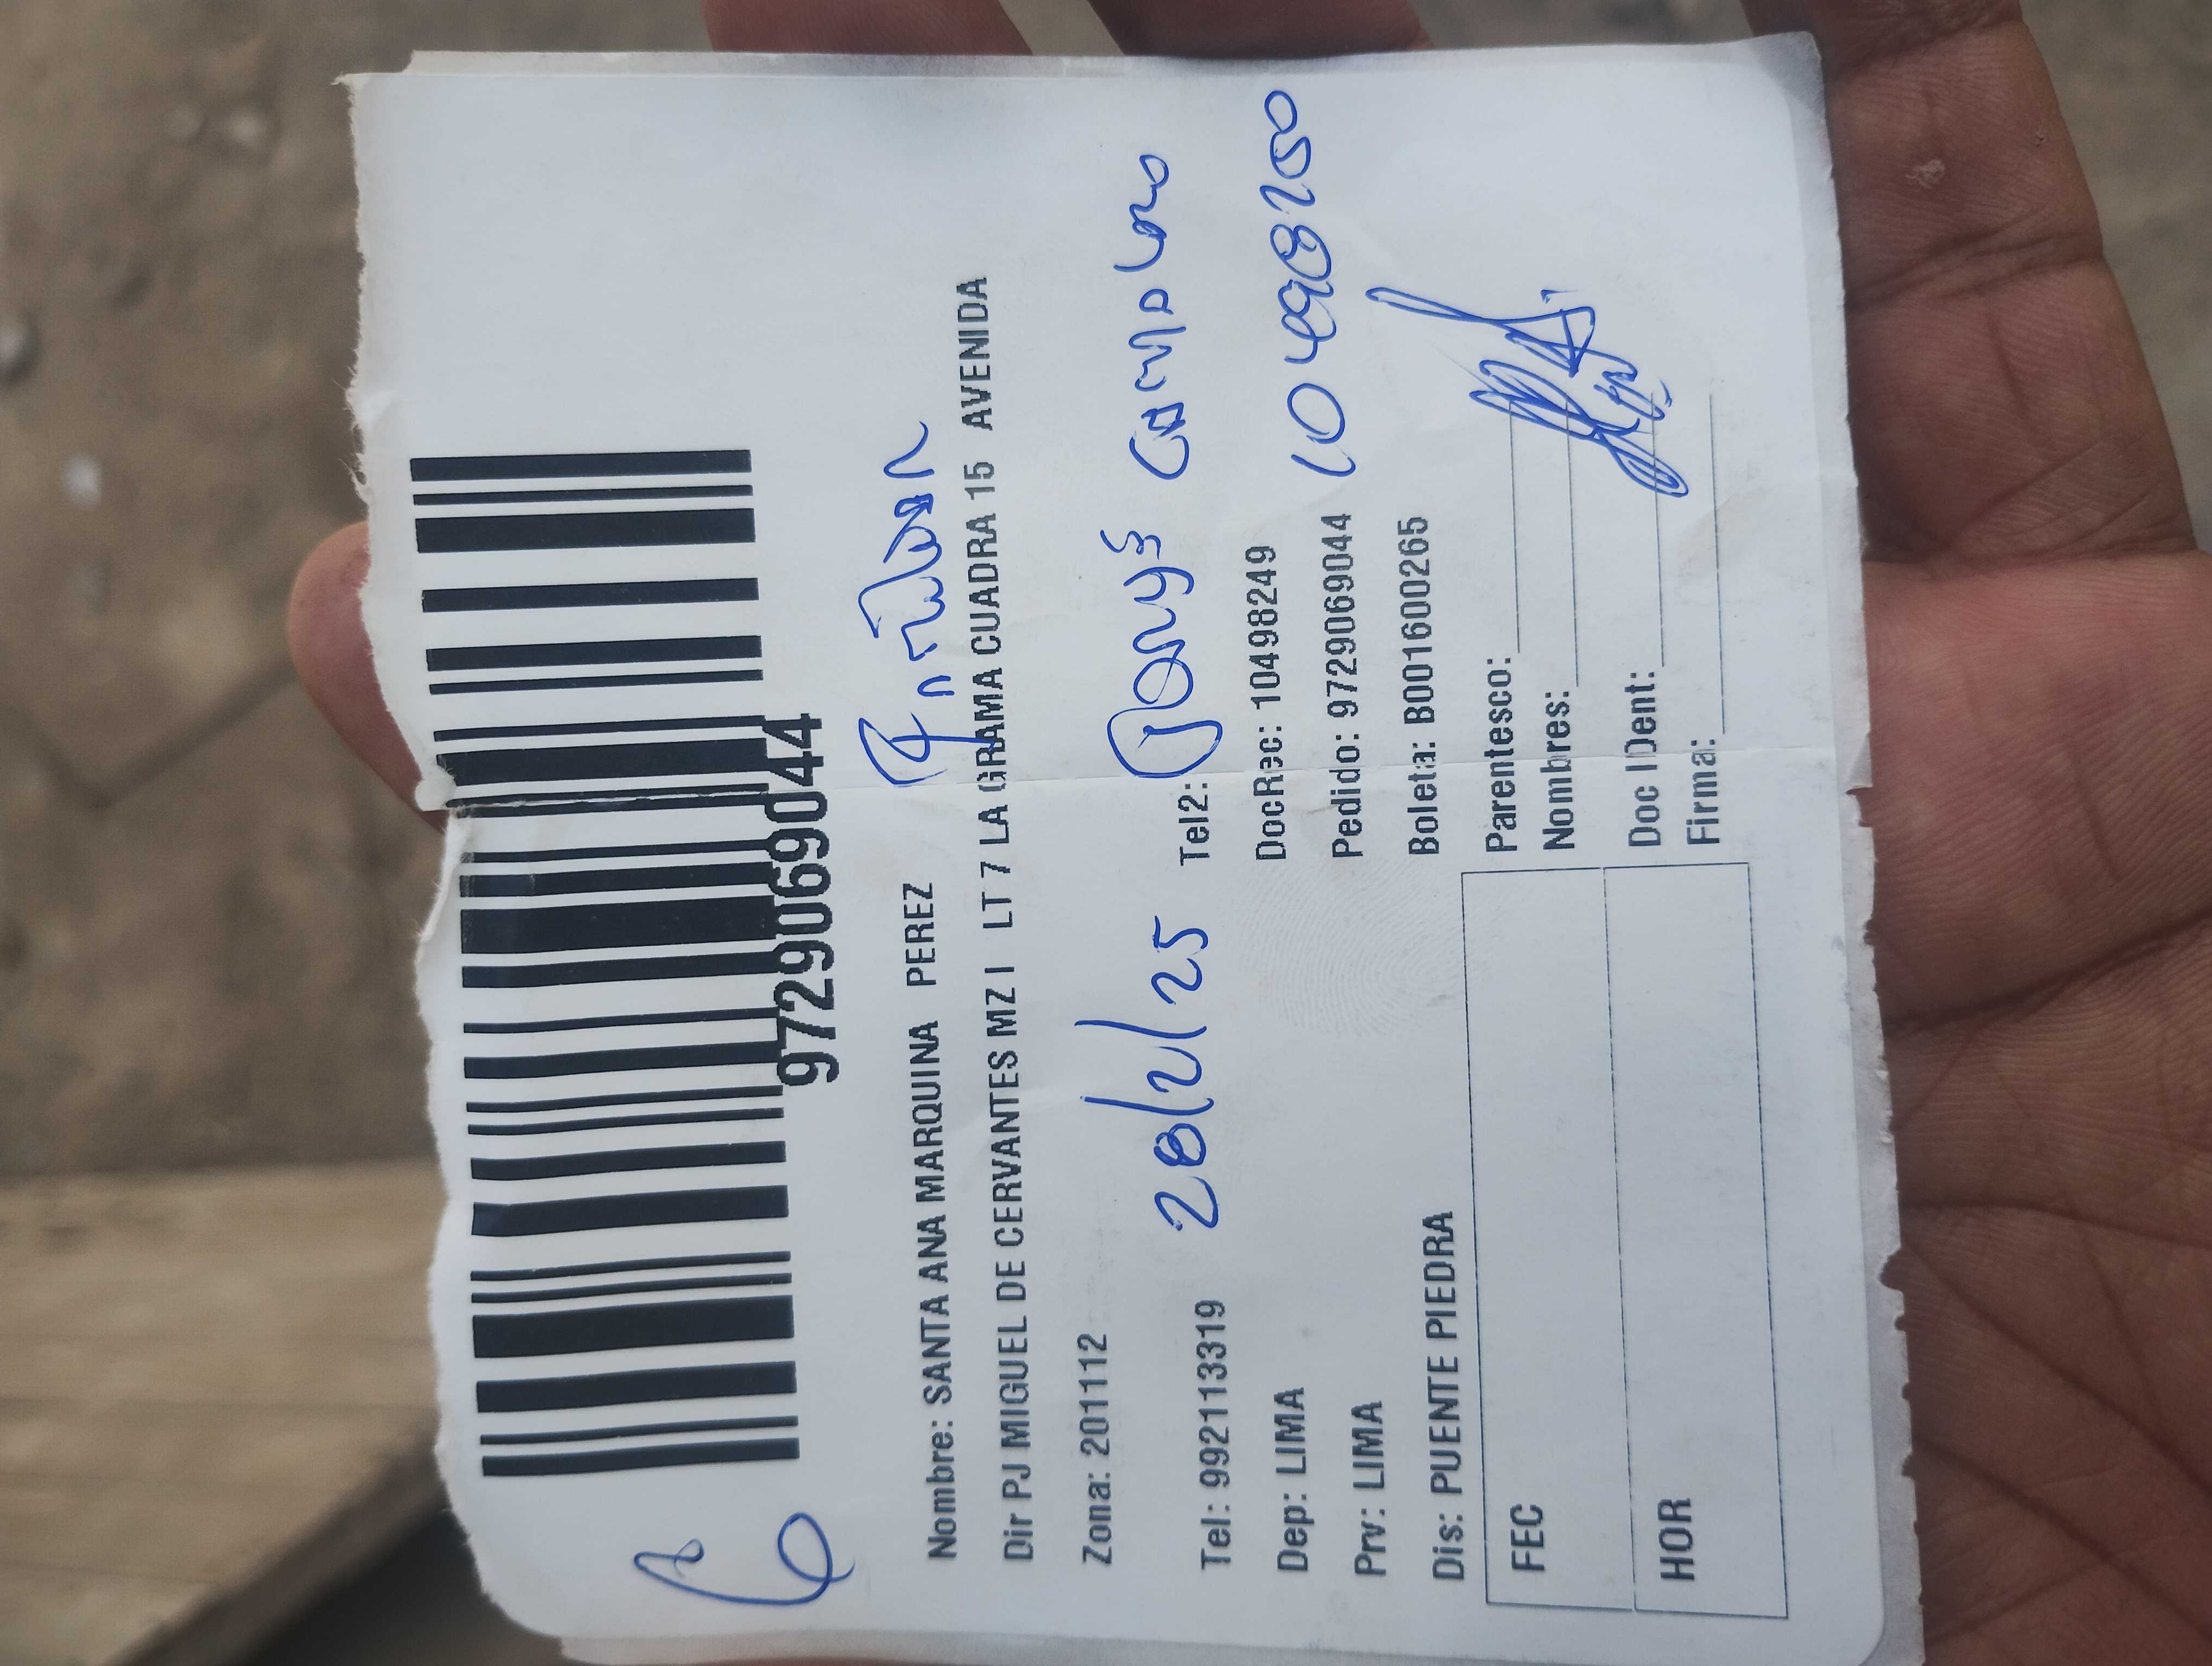 9729069044
Nombre: SANTA ANA MARQUINA PEREZ
Dir PJ MIGUEL DE CERVANTES MZ I LT 7 LA GRAMA CUADRA 15 AVENIDA
Zona: 201112
28/2/25
Tel: 992113319 Tel2:
Dep: LIMA DocRec: 10498249
Prv: LIMA Pedido: 9729069044
Dis: PUENTE PIEDRA Boleta: B001600265
FEC
HOR
Parentesco:
Nombres:
Doc IDent:
Firma: